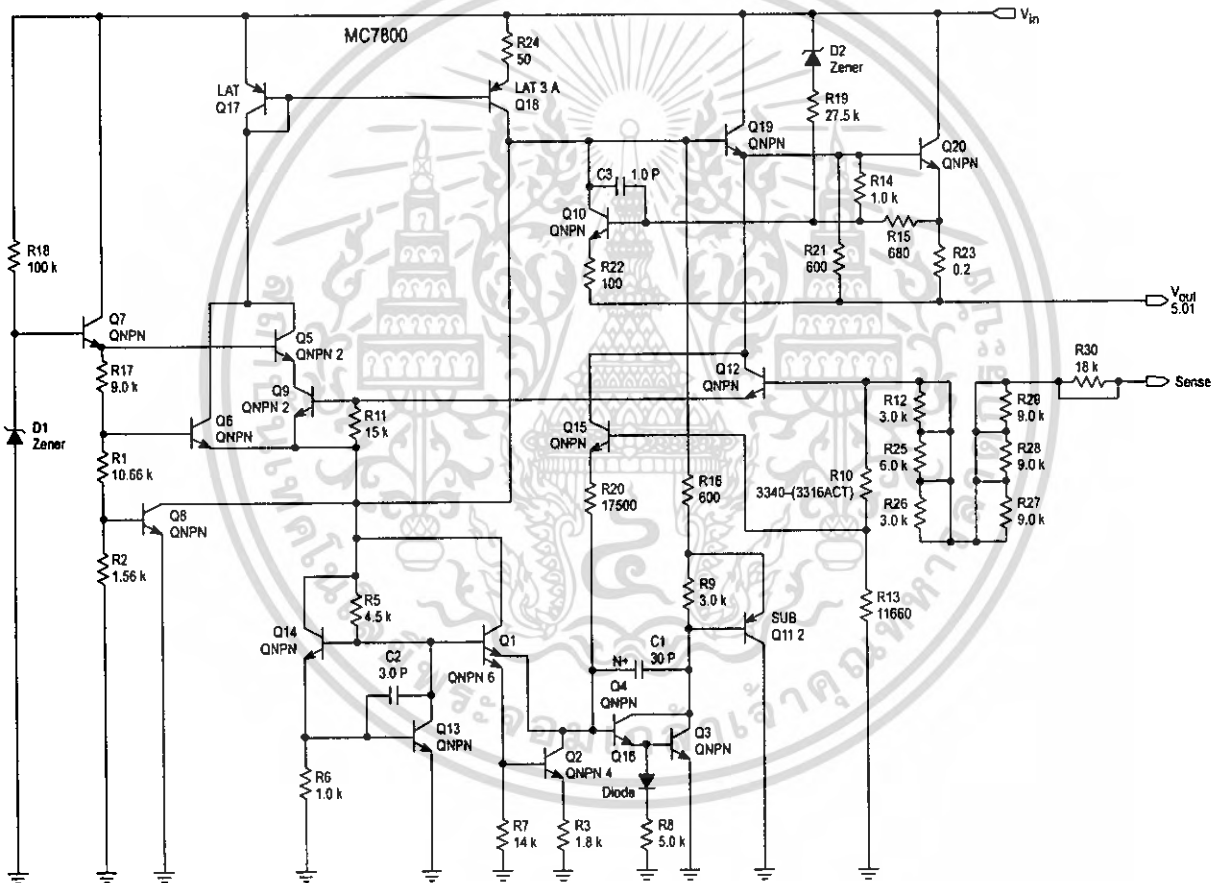 MC7800
Vin
R24
50
D2
Zener
LAT
Q17
LAT 3 A
Q18
R19
27.5 k
Q19
QNPN
Q20
QNPN
C3
1.0 P
R14
1.0 k
Q10
QNPN
R18
100 k
R21
600
R15
680
R23
0.2
R22
100
Vout
5.01
Q7
QNPN
Q5
QNPN 2
R17
9.0 k
Q12
QNPN
R30
18 k
Sense
Q9
QNPN 2
R12
3.0 k
R29
9.0 k
D1
Zener
Q6
QNPN
R11
15 k
Q15
QNPN
R25
6.0 k
R28
9.0 k
R1
10.66 k
R20
17500
R16
600
R10
3340-(3316ACT)
R26
3.0 k
R27
9.0 k
Q8
QNPN
R2
1.56 k
R5
4.5 k
R9
3.0 k
R13
11660
Q14
QNPN
Q1
QNPN 6
SUB
Q11 2
C2
3.0 P
C1
30 P
N+
Q4
QNPN
Q13
QNPN
Q3
QNPN
Q2
QNPN 4
Q16
R6
1.0 k
Diode
R7
14 k
R3
1.8 k
R8
5.0 k